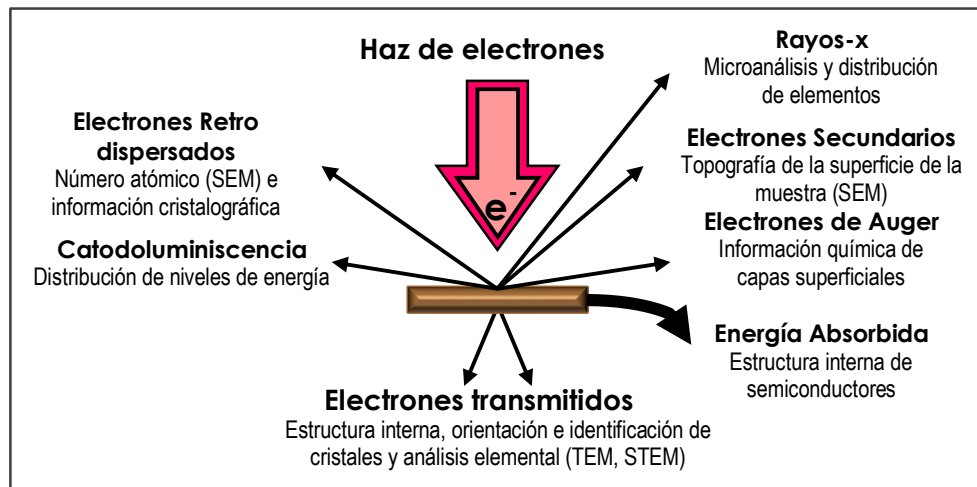 Haz de electrones
e-
Electrones Retro
dispersados
Número atómico (SEM) e
información cristalográfica
Catodoluminiscencia
Distribución de niveles de energía
Rayos-x
Microanálisis y distribución
de elementos
Electrones Secundarios
Topografía de la superficie de la
muestra (SEM)
Electrones de Auger
Información química de
capas superficiales
Energía Absorbida
Estructura interna de
semiconductores
Electrones transmitidos
Estructura interna, orientación e identificación de
cristales y análisis elemental (TEM, STEM)